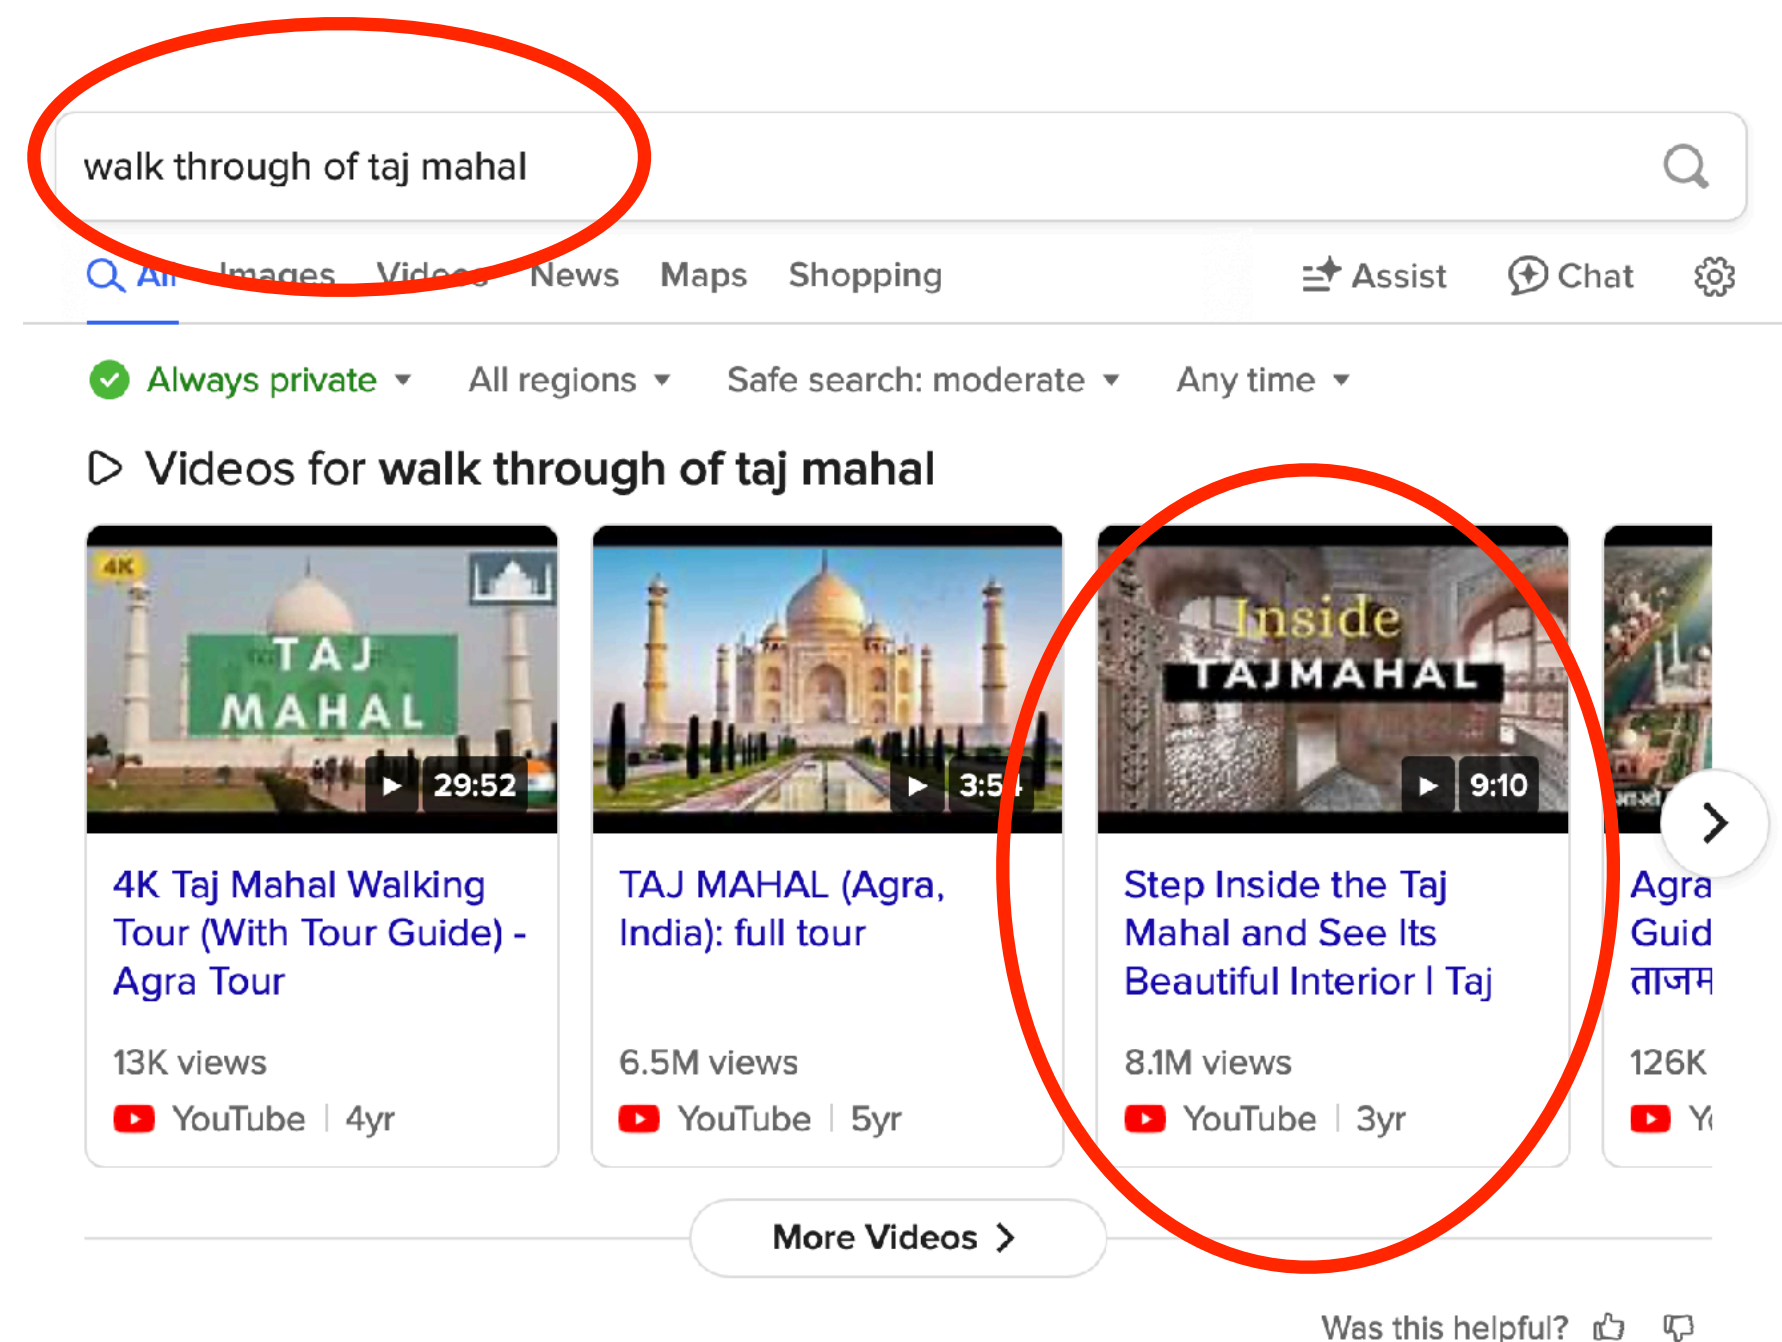 walk through of taj mahal
All Images Videos News Maps Shopping Assist Chat
Always private All regions Safe search: moderate Any time
Videos for walk through of taj mahal
4K
TAJ
MAHAL
29:52
4K Taj Mahal Walking
Tour (With Tour Guide) -
Agra Tour
13K views
YouTube | 4yr
3:54
TAJ MAHAL (Agra,
India): full tour
6.5M views
YouTube | 5yr
Inside
TAJMAHAL
9:10
Step Inside the Taj
Mahal and See Its
Beautiful Interior | Taj
8.1M views
YouTube | 3yr
Agra
Guid
126K
More Videos
Was this helpful?